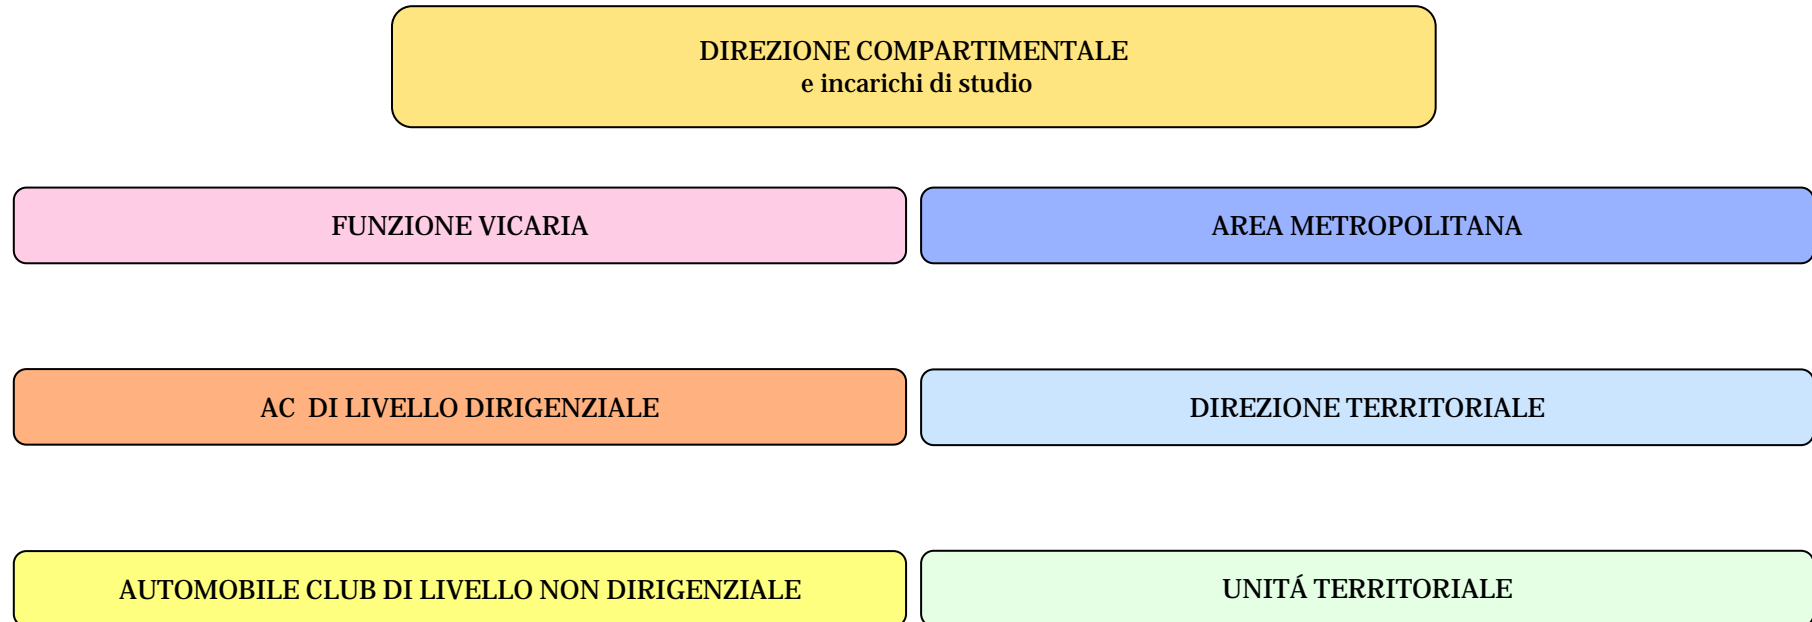 DIREZIONE COMPARTIMENTALE
e incarichi di studio
FUNZIONE VICARIA
AREA METROPOLITANA
AC DI LIVELLO DIRIGENZIALE
DIREZIONE TERRITORIALE
AUTOMOBILE CLUB DI LIVELLO NON DIRIGENZIALE
UNITÁ TERRITORIALE